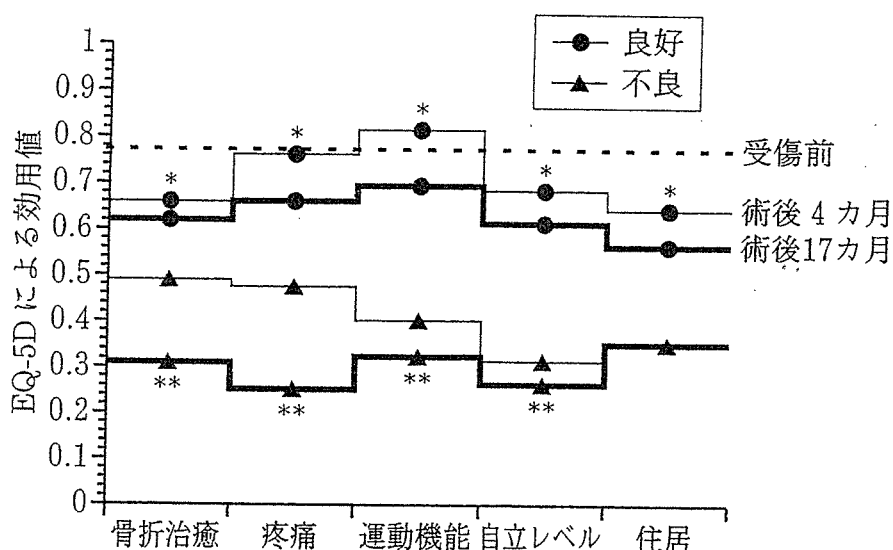 1
0.9
0.8
0.7
0.6
0.5
0.4
0.3
0.2
0.1
0
EQ-5Dによる効用値
良好
不良
*
*
*
*
*
**
**
**
**
受傷前
術後 4 カ月
術後17カ月
骨折治癒 疼痛 運動機能 自立レベル 住居